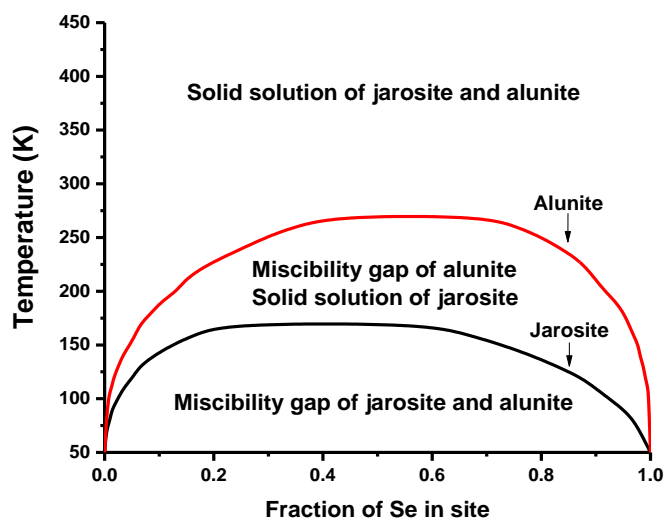 450
400
350
300
250
200
150
100
50
Temperature (K)
Solid solution of jarosite and alunite
Alunite
Miscibility gap of alunite
Solid solution of jarosite
Jarosite
Miscibility gap of jarosite and alunite
0.0 0.2 0.4 0.6 0.8 1.0
Fraction of Se in site